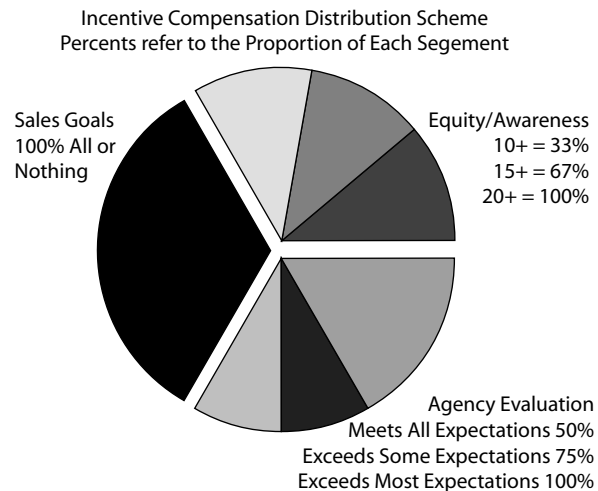 Incentive Compensation Distribution Scheme
Percents refer to the Proportion of Each Segement
Sales Goals
100% All or
Nothing
Equity/Awareness
10+ = 33%
15+ = 67%
20+ = 100%
Agency Evaluation
Meets All Expectations 50%
Exceeds Some Expectations 75%
Exceeds Most Expectations 100%